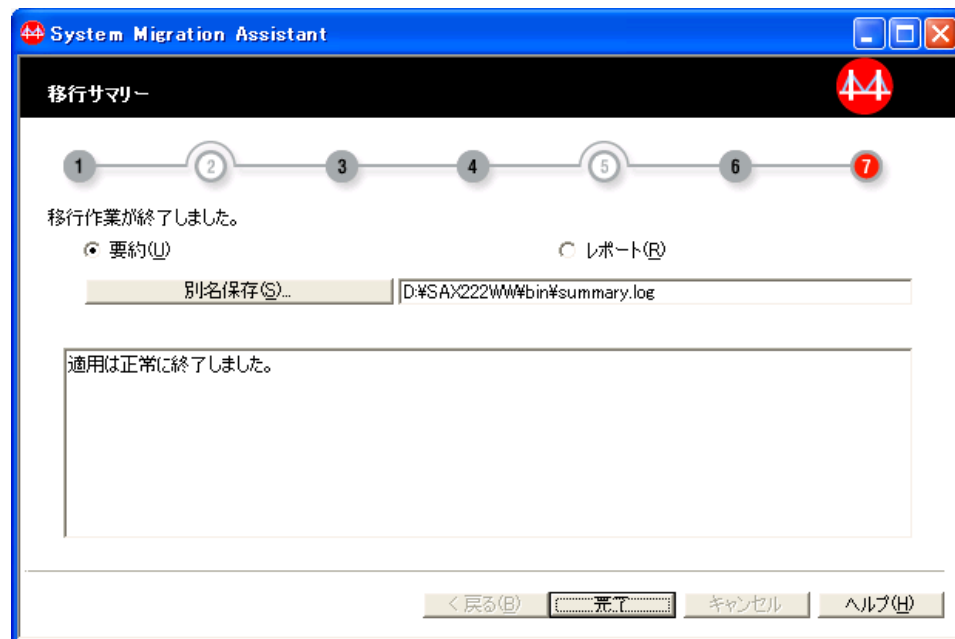 System Migration Assistant
移行サマリー
1 2 3 4 5 6 7
移行作業が終了しました。
要約(U) レポート(R)
別名保存(S)... D:¥SAX222WW¥bin¥summary.log
適用は正常に終了しました。
< 戻る(B) 完了 キャンセル ヘルプ(H)